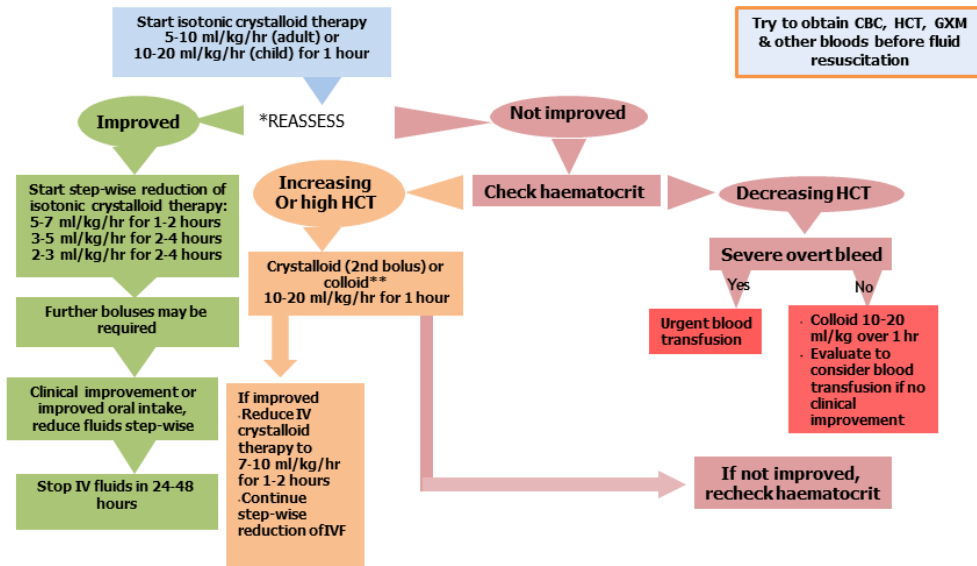 Start isotonic crystalloid therapy
5-10 ml/kg/hr (adult) or
10-20 ml/kg/hr (child) for 1 hour
Try to obtain CBC, HCT, GXM
& other bloods before fluid
resuscitation
Improved
*REASSESS
Not improved
Start step-wise reduction of
isotonic crystalloid therapy:
5-7 ml/kg/hr for 1-2 hours
3-5 ml/kg/hr for 2-4 hours
2-3 ml/kg/hr for 2-4 hours
Further boluses may be
required
Clinical improvement or
improved oral intake,
reduce fluids step-wise
Stop IV fluids in 24-48
hours
Increasing
Or high HCT
Check haematocrit
Decreasing HCT
Crystalloid (2nd bolus) or
colloid**
10-20 ml/kg/hr for 1 hour
If improved
.Reduce IV
crystalloid
therapy to
7-10 ml/kg/hr
for 1-2 hours
.Continue
step-wise
reduction of IVF
Severe overt bleed
Yes
No
Urgent blood
transfusion
· Colloid 10-20
ml/kg over 1 hr
· Evaluate to
consider blood
transfusion if no
clinical
improvement
If not improved,
recheck haematocrit